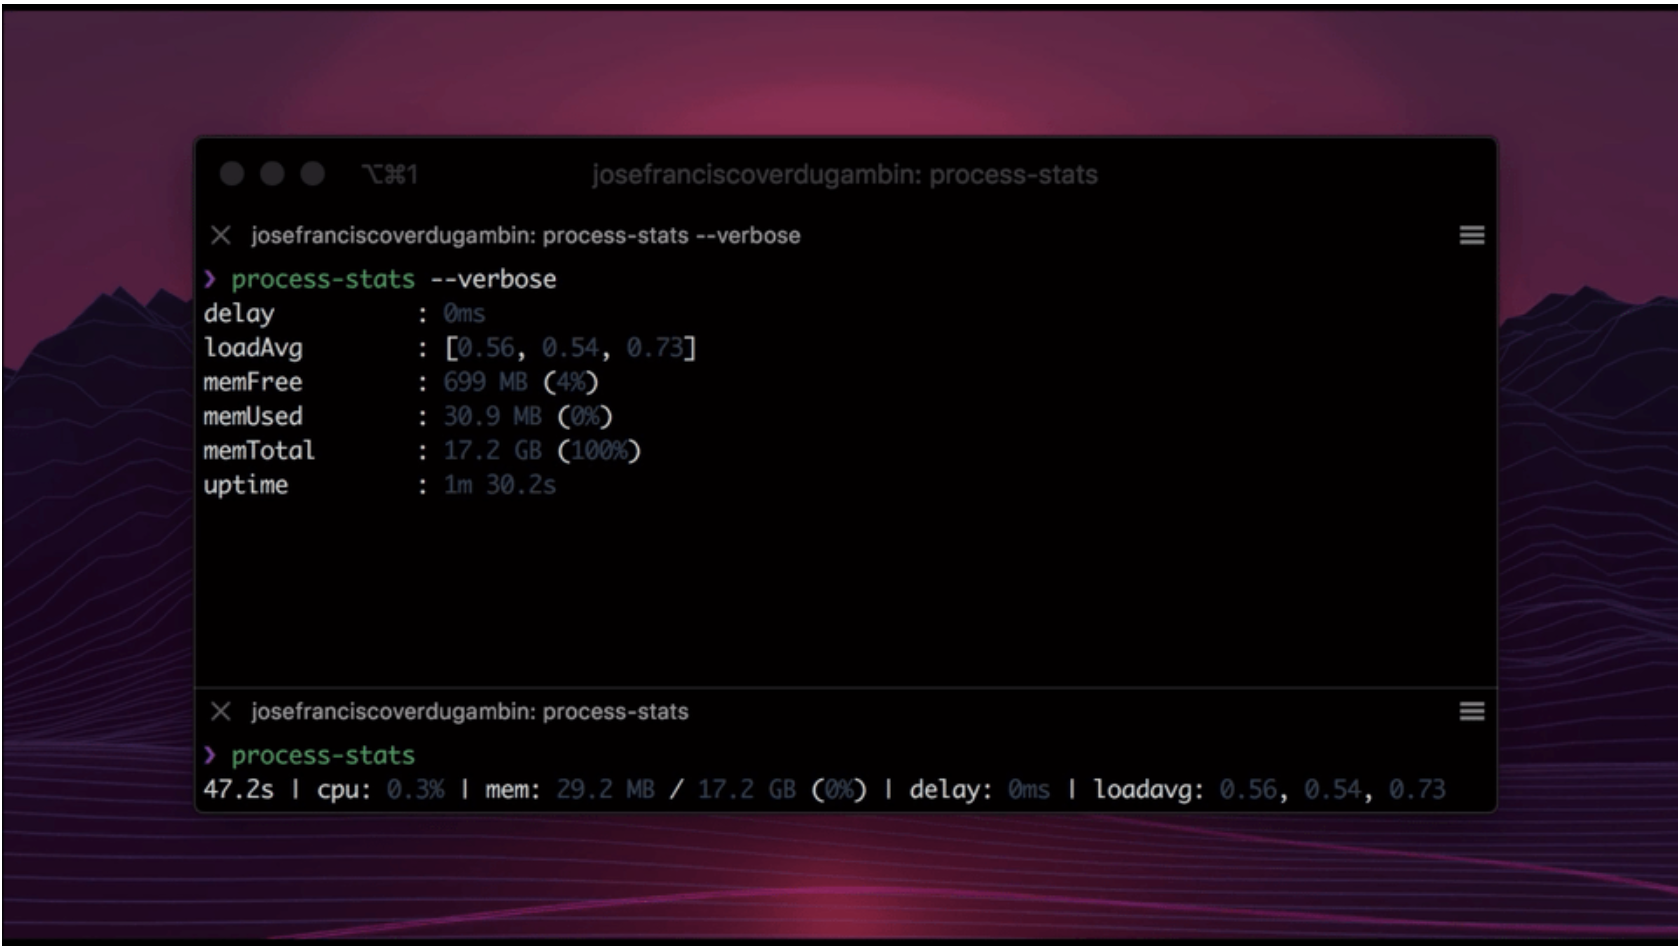 ⌥⌘1 josefranciscoverdugambin: process-stats
josefranciscoverdugambin: process-stats --verbose
❯ process-stats --verbose
delay : 0ms
loadAvg : [0.56, 0.54, 0.73]
memFree : 699 MB (4%)
memUsed : 30.9 MB (0%)
memTotal : 17.2 GB (100%)
uptime : 1m 30.2s
josefranciscoverdugambin: process-stats
❯ process-stats
47.2s | cpu: 0.3% | mem: 29.2 MB / 17.2 GB (0%) | delay: 0ms | loadavg: 0.56, 0.54, 0.73